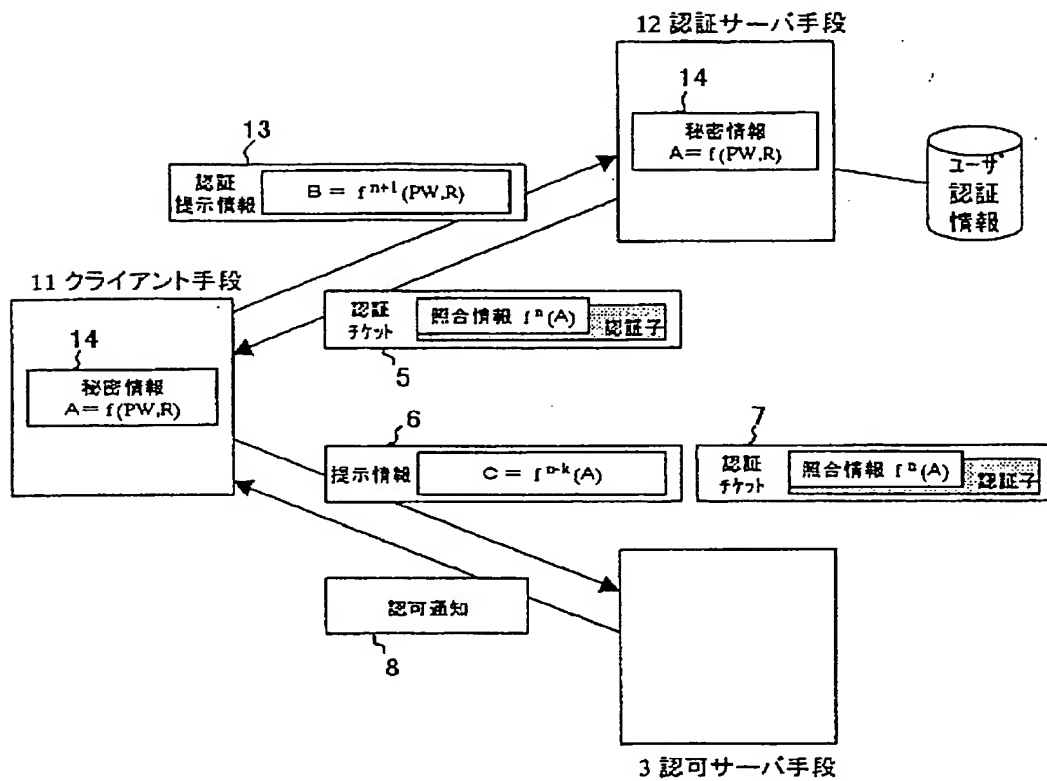 12 認証サーバ手段
14
秘密情報
A＝f(PW,R)
ユーザ
認証
情報
13
認証
提示情報
B ＝ fⁿ⁺¹(PW,R)
11 クライアント手段
14
秘密情報
A＝f(PW,R)
認証
チケット
照合情報 fⁿ(A)
認証子
5
6
提示情報
C ＝ fⁿ⁻ᵏ(A)
7
認証
チケット
照合情報 fⁿ(A)
認証子
認可通知
8
3 認可サーバ手段